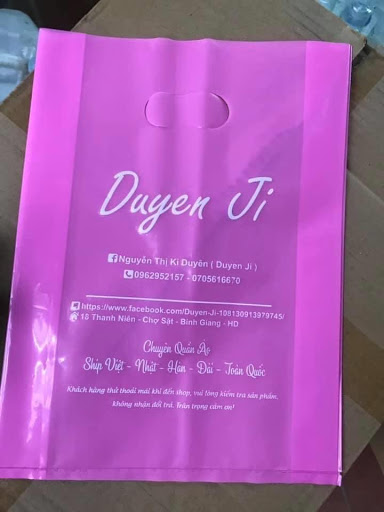 Duyen Ji
Nguyễn Thị Kí Duyên ( Duyen Ji )
0962952157 - 0705616670
https://www.facebook.com/Duyen-Ji-108130913979745/
18 Thanh Niên - Chợ Sặt - Bình Giang - HD
Chuyên Quần Áo
Ship Việt - Nhật - Hàn - Đài - Toàn Quốc
Khách hàng thử thoải mái khi đến shop, vui lòng kiểm tra sản phẩm,
không nhận đổi trả. Trân trọng cảm ơn!